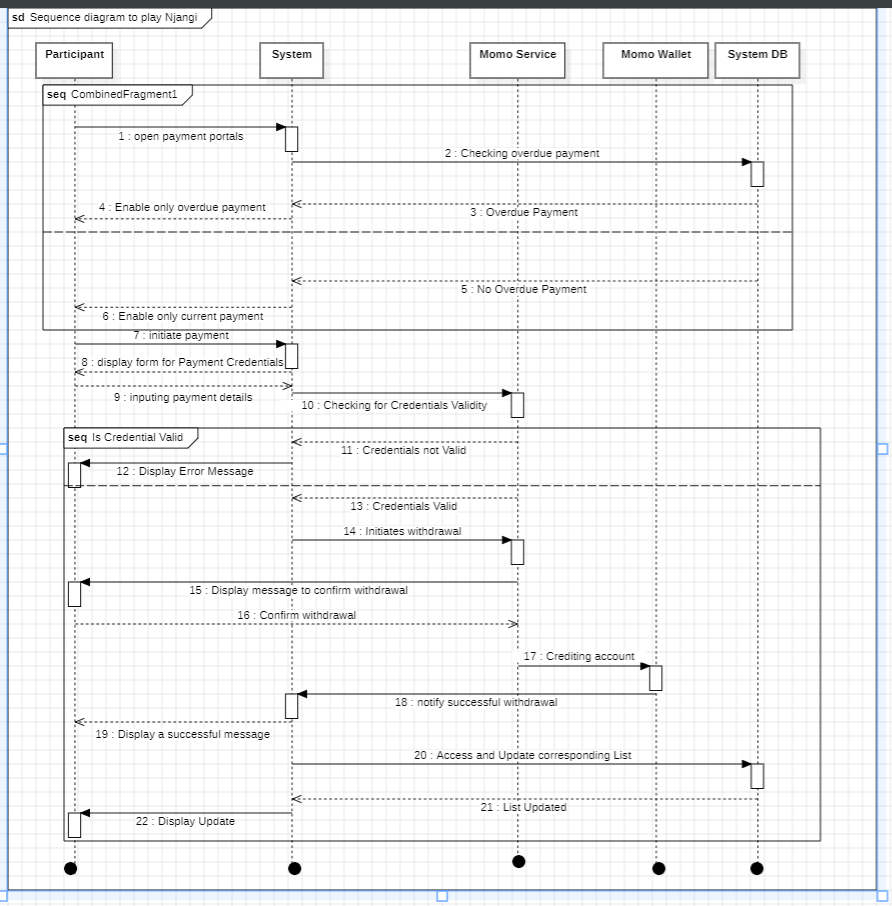 sd Sequence diagram to play Njangi
Participant
System
Momo Service
Momo Wallet
System DB
seq CombinedFragment1
1 : open payment portals
2 : Checking overdue payment
4 : Enable only overdue payment
3 : Overdue Payment
5 : No Overdue Payment
6 : Enable only current payment
7 : initiate payment
8 : display form for Payment Credentials
9 : inputing payment details
10 : Checking for Credentials Validity
seq Is Credential Valid
11 : Credentials not Valid
12 : Display Error Message
13 : Credentials Valid
14 : Initiates withdrawal
15 : Display message to confirm withdrawal
16 : Confirm withdrawal
17 : Crediting account
18 : notify successful withdrawal
19 : Display a successful message
20 : Access and Update corresponding List
21 : List Updated
22 : Display Update